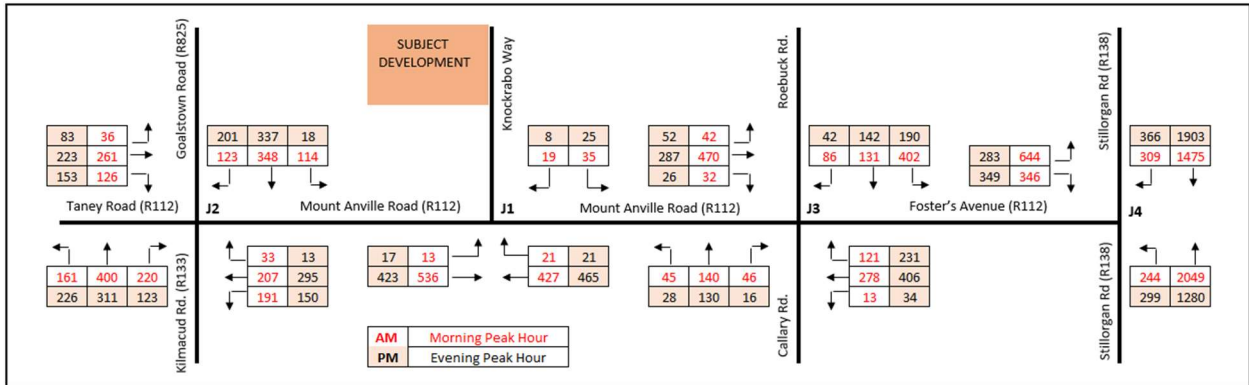 SUBJECT
DEVELOPMENT
Goalstown Road (R825)
Knockrabo Way
Roebuck Rd.
Stillorgan Rd (R138)
83 36
223 261
153 126
201 337 18
123 348 114
8 25
19 35
52 42
287 470
26 32
42 142 190
86 131 402
283 644
349 346
366 1903
309 1475
Taney Road (R112)
J2
Mount Anville Road (R112)
J1
Mount Anville Road (R112)
J3
Foster's Avenue (R112)
J4
161 400 220
226 311 123
Kilmacud Rd. (R133)
33 13
207 295
191 150
17 13
423 536
21 21
427 465
45 140 46
28 130 16
Callary Rd.
121 231
278 406
13 34
Stillorgan Rd (R138)
244 2049
299 1280
AM Morning Peak Hour
PM Evening Peak Hour